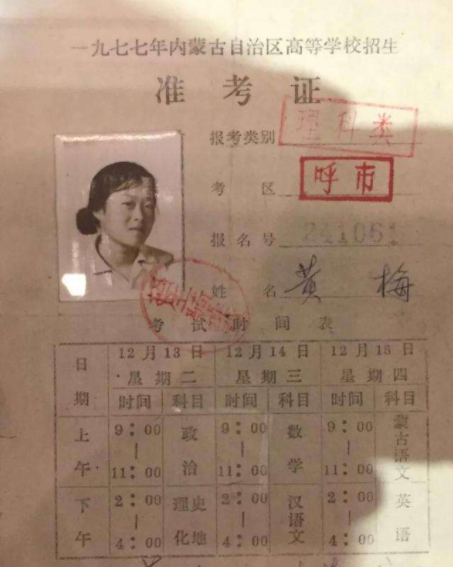 一九七七年内蒙古自治区高等学校招生
准考证
报考类别 理科类
考区 呼市
报名号 241051
姓名 黄梅
考试时间表
日期 12月13日 12月14日 12月15日
星期二 星期三 星期四
时间 科目 时间 科目 时间 科目
上午 9:00—11:00 政治 9:00—11:00 数学 9:00—11:00 蒙古语文
下午 2:00—4:00 理化 史地 2:00—4:00 汉语文 2:00—4:00 英语